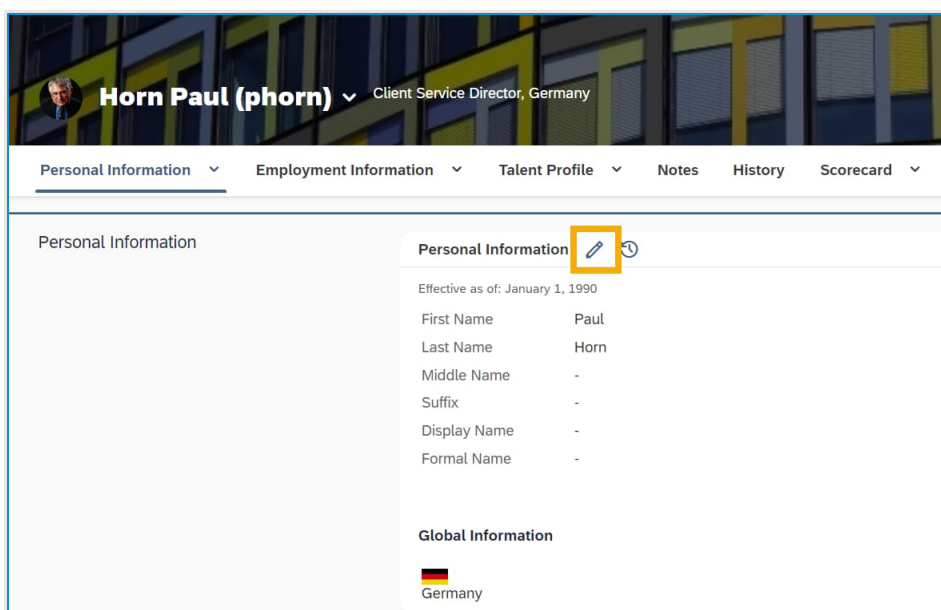 Horn Paul (phorn) Client Service Director, Germany
Personal Information Employment Information Talent Profile Notes History Scorecard
Personal Information
Personal Information
Effective as of: January 1, 1990
First Name Paul
Last Name Horn
Middle Name -
Suffix -
Display Name -
Formal Name -
Global Information
Germany